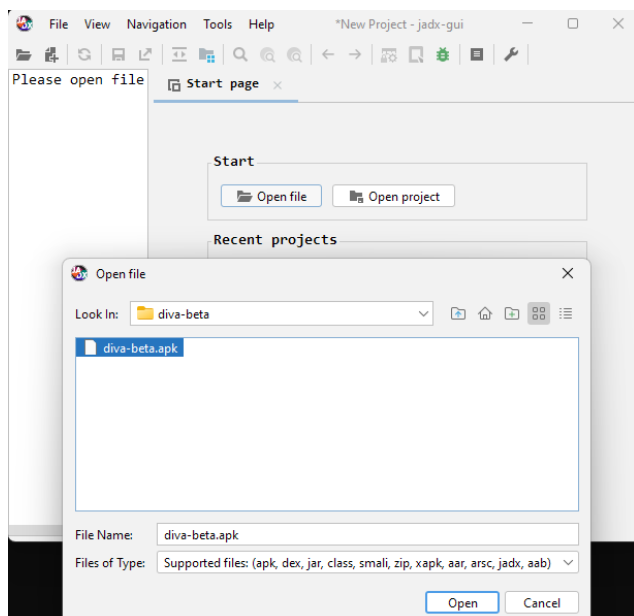 File View Navigation Tools Help *New Project - jadx-gui
Please open file
Start page
Start
Open file Open project
Recent projects
Open file
Look In: diva-beta
diva-beta.apk
File Name: diva-beta.apk
Files of Type: Supported files: (apk, dex, jar, class, smali, zip, xapk, aar, arsc, jadx, aab)
Open Cancel